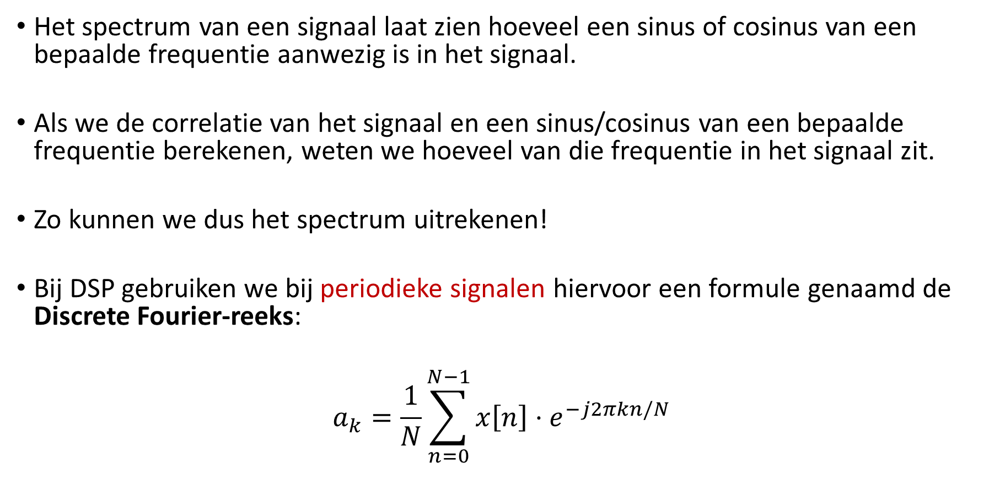 • Het spectrum van een signaal laat zien hoeveel een sinus of cosinus van een
bepaalde frequentie aanwezig is in het signaal.
• Als we de correlatie van het signaal en een sinus/cosinus van een bepaalde
frequentie berekenen, weten we hoeveel van die frequentie in het signaal zit.
• Zo kunnen we dus het spectrum uitrekenen!
• Bij DSP gebruiken we bij periodieke signalen hiervoor een formule genaamd de
Discrete Fourier-reeks:
$a_k = \frac{1}{N} \sum_{n=0}^{N-1} x[n] \cdot e^{-j2\pi kn/N}$